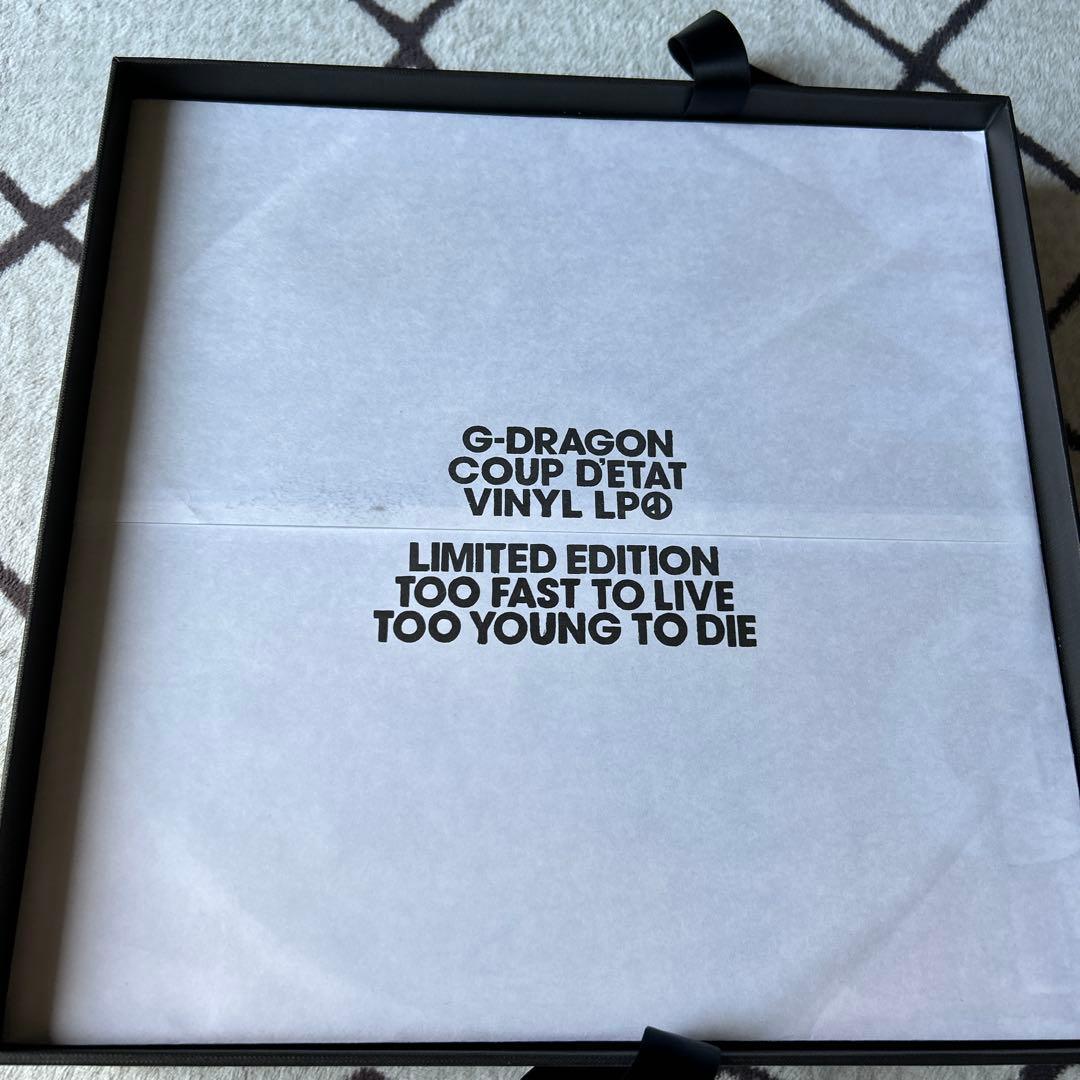 G-DRAGON
COUP D'ETAT
VINYL LP☮
LIMITED EDITION
TOO FAST TO LIVE
TOO YOUNG TO DIE